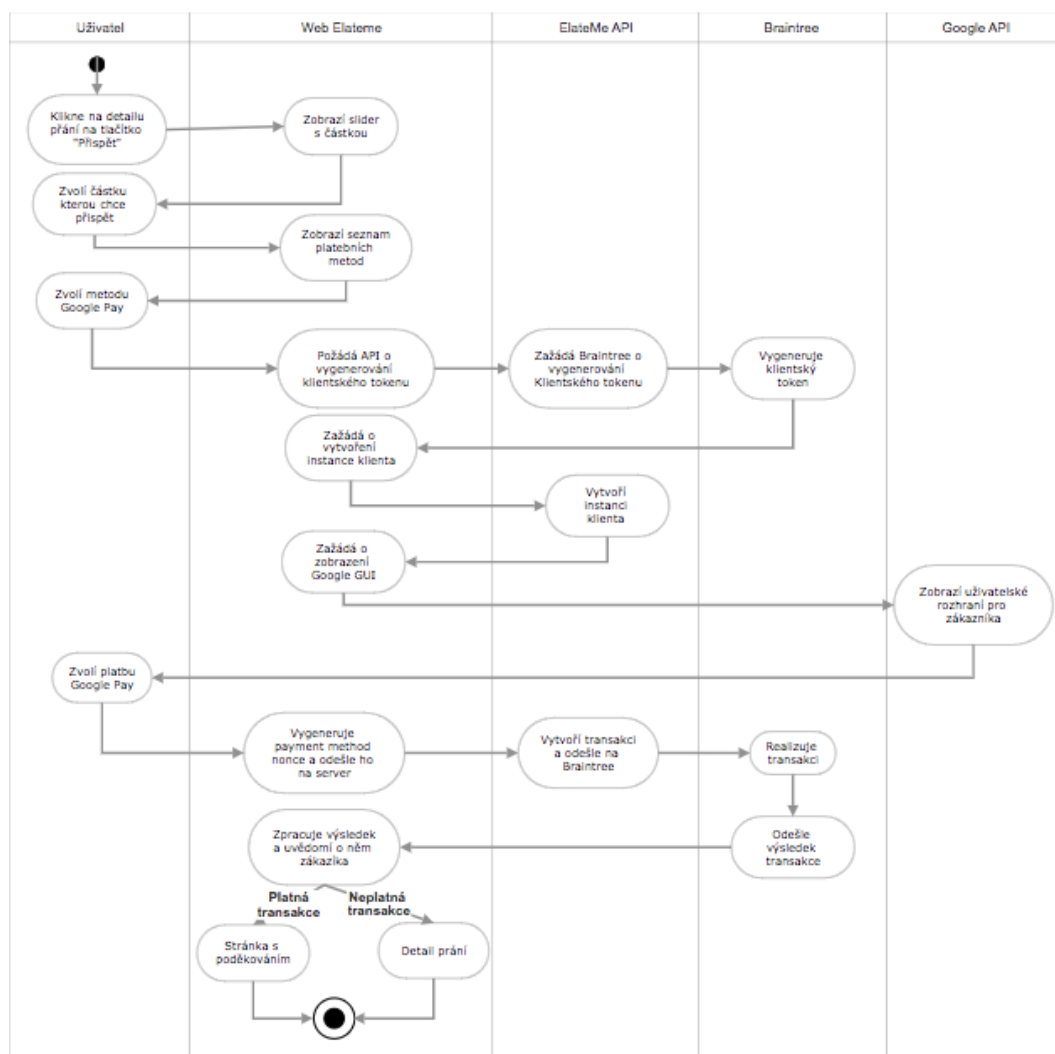 Uživatel
Web Elateme
ElateMe API
Braintree
Google API
Klikne na detailu
přání na tlačítko
"Přispět"
Zobrazí slider
s částkou
Zvolí částku
kterou chce
přispět
Zobrazí seznam
platebních
metod
Zvolí metodu
Google Pay
Požádá API o
vygenerování
klientského tokenu
Zažádá Braintree o
vygenerování
Klientského tokenu
Vygeneruje
klientský
token
Zažádá o
vytvoření
instance klienta
Vytvoří
instanci
klienta
Zažádá o
zobrazení
Google GUI
Zobrazí uživatelské
rozhraní pro
zákazníka
Zvolí platbu
Google Pay
Vygeneruje
payment method
nonce a odešle ho
na server
Vytvoří transakci
a odešle na
Braintree
Realizuje
transakci
Zpracuje výsledek
a uvědomí o něm
zákazíka
Odešle
výsledek
transakce
Platná
transakce
Neplatná
transakce
Stránka s
poděkováním
Detail prání